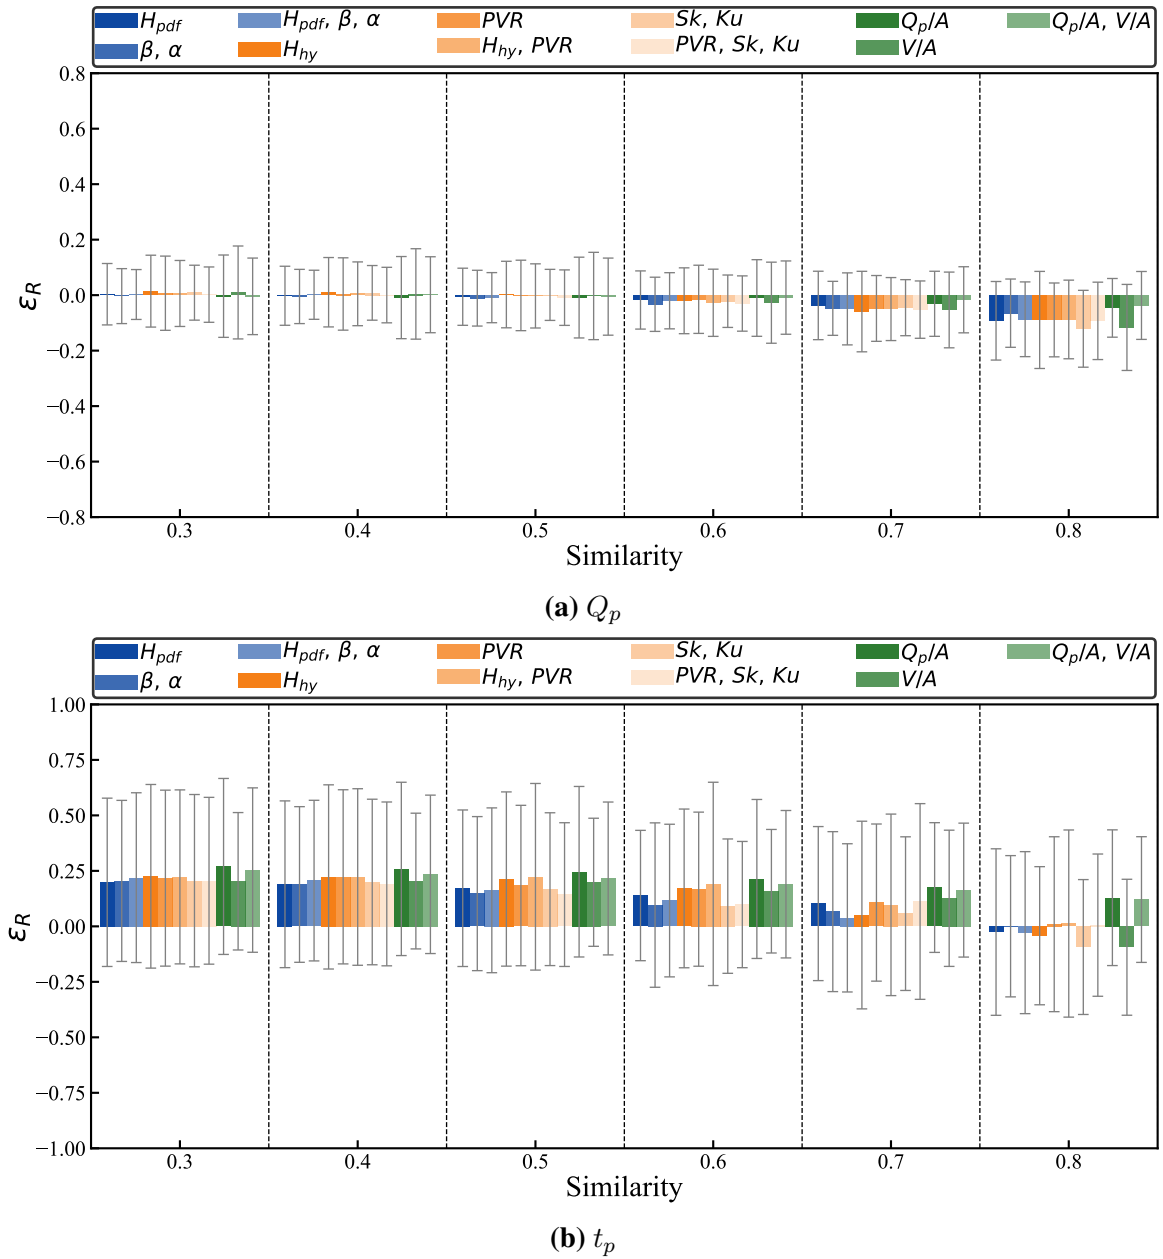 H_pdf H_pdf, β, α PVR Sk, Ku Q_p/A Q_p/A, V/A
β, α H_hy H_hy, PVR PVR, Sk, Ku V/A
0.8
0.6
0.4
0.2
0.0
−0.2
−0.4
−0.6
−0.8
ε_R
0.3 0.4 0.5 0.6 0.7 0.8
Similarity
(a) Q_p
H_pdf H_pdf, β, α PVR Sk, Ku Q_p/A Q_p/A, V/A
β, α H_hy H_hy, PVR PVR, Sk, Ku V/A
1.00
0.75
0.50
0.25
0.00
−0.25
−0.50
−0.75
−1.00
ε_R
0.3 0.4 0.5 0.6 0.7 0.8
Similarity
(b) t_p